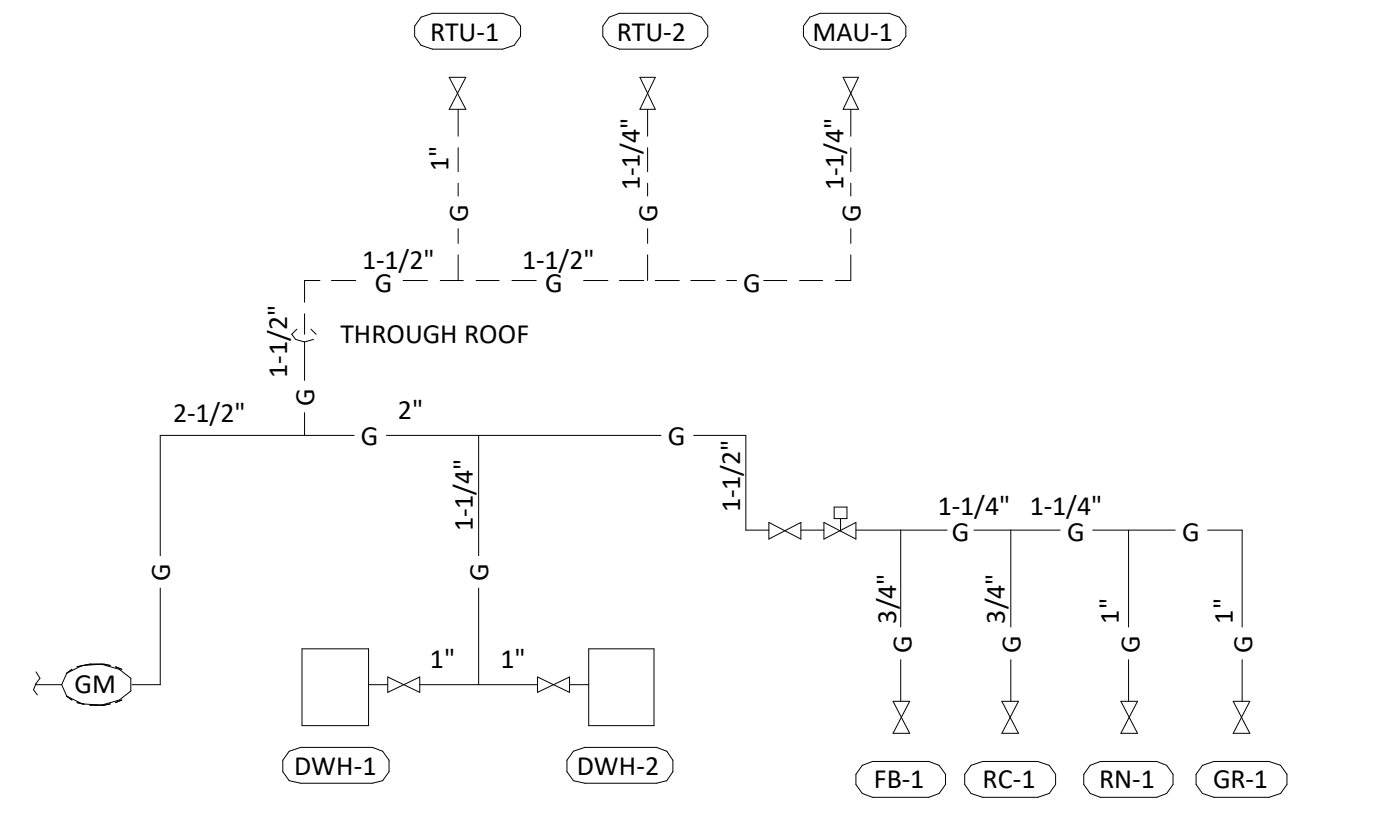 RTU-1 RTU-2 MAU-1
1" 1-1/4" 1-1/4"
G G G
1-1/2" 1-1/2"
G G G
1-1/2" THROUGH ROOF
G
2-1/2" 2"
G G
1-1/4" 1-1/2"
1-1/4" 1-1/4"
G G G
G G
3/4" 3/4" 1" 1"
G G G G
1" 1"
GM
DWH-1 DWH-2 FB-1 RC-1 RN-1 GR-1